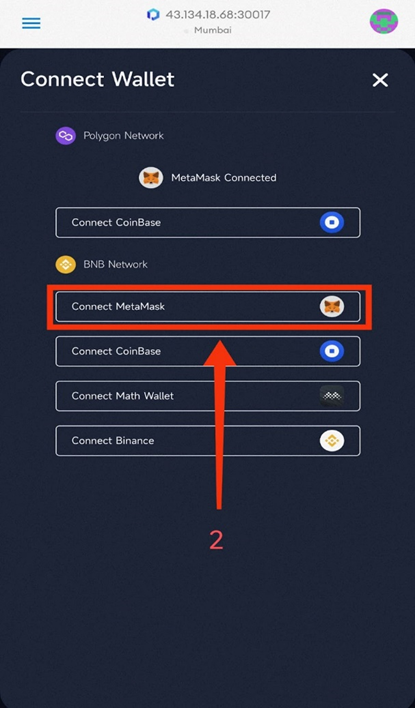 43.134.18.68:30017
Mumbai
Connect Wallet
Polygon Network
MetaMask Connected
Connect CoinBase
BNB Network
Connect MetaMask
Connect CoinBase
Connect Math Wallet
Connect Binance
2